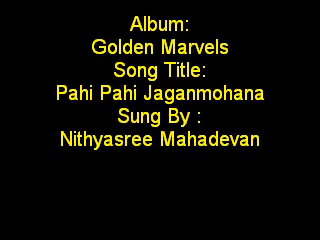 Album:
Golden Marvels
Song Title:
Pahi Pahi Jaganmohana
Sung By :
Nithyasree Mahadevan